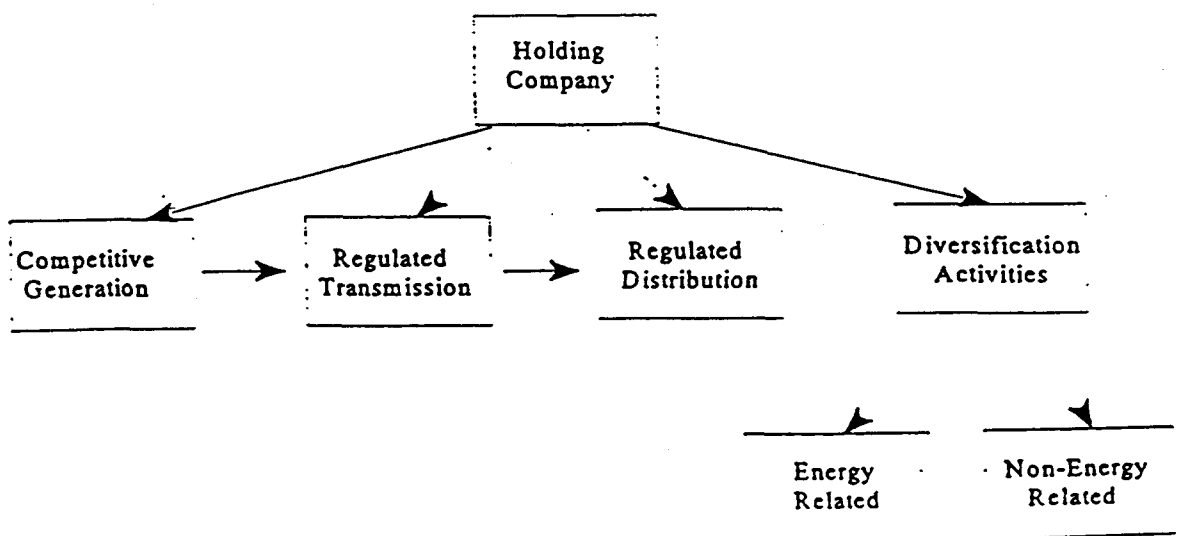 Holding
Company
Competitive
Generation
Regulated
Transmission
Regulated
Distribution
Diversification
Activities
Energy
Related
Non-Energy
Related